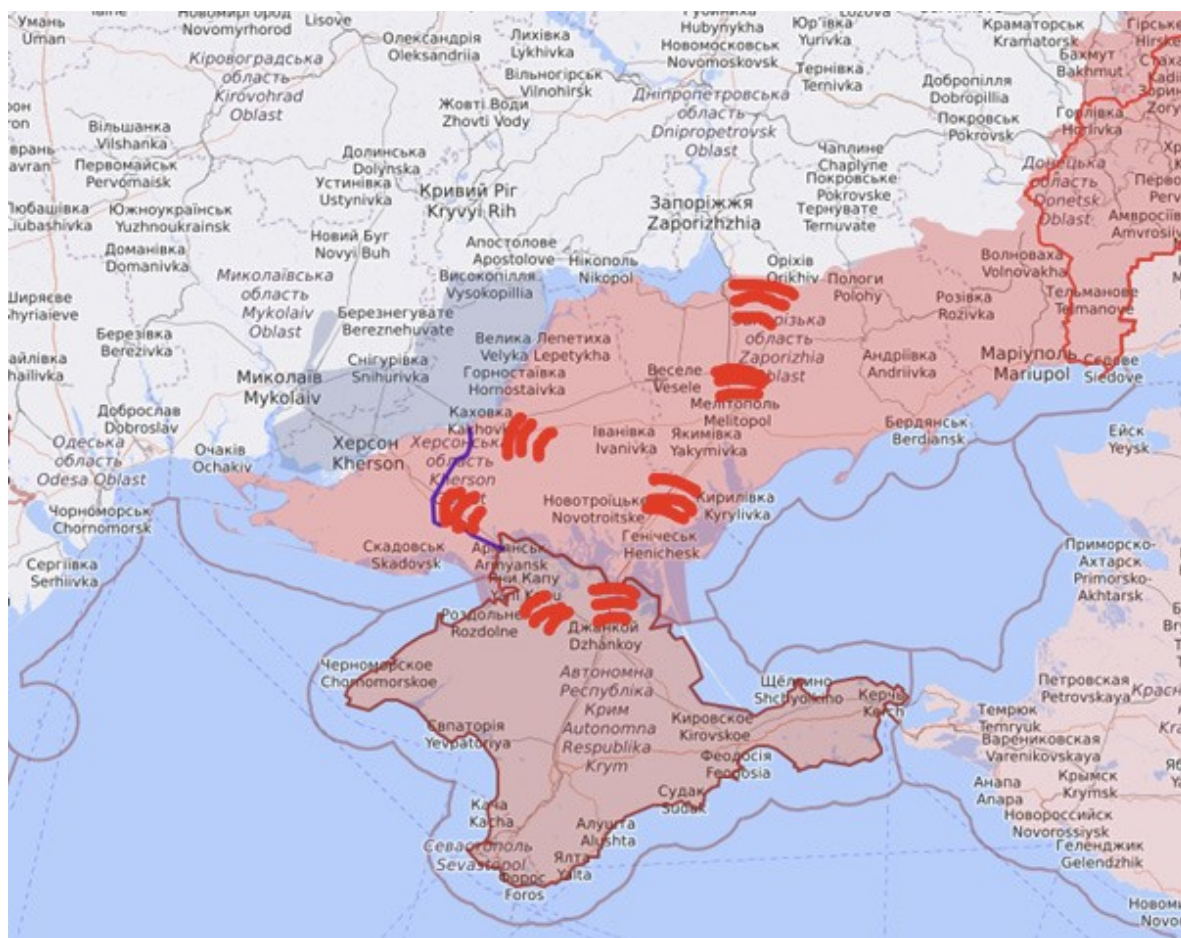 Умань
Uman
Новомиргород
Novomyrhorod
Lisove
Олександрія
Oleksandriia
Лихівка
Lykhivka
Hubynykha
Новомосковськ
Novomoskovsk
Юр'ївка
Yurivka
Lozova
Краматорськ
Kramatorsk
Гірське
Hirske
Кіровоградська
область
Kirovohrad
Oblast
Вільногірськ
Vilnohirsk
Тернівка
Ternivka
Добропілля
Dobropillia
Бахмут
Bakhmut
Жовті Води
Zhovti Vody
Дніпропетровська
область
Dnipropetrovsk
Oblast
Покровськ
Pokrovsk
Горлівка
Horlivka
Вільшанка
Vilshanka
Первомайськ
Pervomaisk
Долинська
Dolynska
Чаплине
Chaplyne
Донецька
область
Donetsk
Oblast
Устинівка
Ustynivka
Кривий Ріг
Kryvyi Rih
Запоріжжя
Zaporizhzhia
Покровське
Pokrovske
Тернувате
Ternuvate
Любашівка
Liubashivka
Южноукраїнськ
Yuzhnoukrainsk
Новий Буг
Novyi Buh
Доманівка
Domanivka
Апостолове
Apostolove
Нікополь
Nikopol
Оріхів
Orikhiv
Волноваха
Volnovakha
Миколаївська
область
Mykolaiv
Oblast
Високопілля
Vysokopillia
Пологи
Polohy
Розівка
Rozivka
Тельманове
Telmanove
Ширяєве
Березівка
Berezivka
Березнегувате
Bereznehuvate
область
Zaporizhia
Велика
Velyka
Лепетиха
Lepetykha
Снігурівка
Snihurivka
Горностаївка
Hornostaivka
Веселе
Vesele
Андріївка
Andriivka
Маріуполь
Mariupol
Сєдове
Siedove
Миколаїв
Mykolaiv
Мелітополь
Melitopol
Доброслав
Dobroslav
Каховка
Бердянськ
Berdiansk
Ейск
Yeysk
Одеська
область
Odesa Oblast
Очаків
Ochakiv
Херсон
Kherson
Херсонська
область
Kherson
Іванівка
Ivanivka
Якимівка
Yakymivka
Чорноморськ
Chornomorsk
Новотроїцьке
Novotroitske
Кирилівка
Kyrylivka
Генічеськ
Henichesk
Сергіївка
Serhiivka
Скадовськ
Skadovsk
Армянськ
Armyansk
Яни Капу
Yani Kapu
Приморско-
Ахтарск
Primorsko-
Akhtarsk
Роздольне
Rozdolne
Джанкой
Dzhankoy
Черноморское
Chornomorskoe
Автономна
Республіка
Крим
Autonomna
Respublika
Krym
Щёлкино
Shchyolkino
Керчь
Kerch
Петровская
Petrovskaya
Темрюк
Temryuk
Євпаторія
Yevpatoriya
Кировское
Kirovskoe
Варениковская
Varenikovskaya
Феодосія
Feodosia
Анапа
Anapa
Крымск
Krymsk
Судак
Sudak
Новороссийск
Novorossiysk
Кача
Kacha
Алушта
Alushta
Геленджик
Gelendzhik
Севастополь
Sevastopol
Ялта
Yalta
Форос
Foros